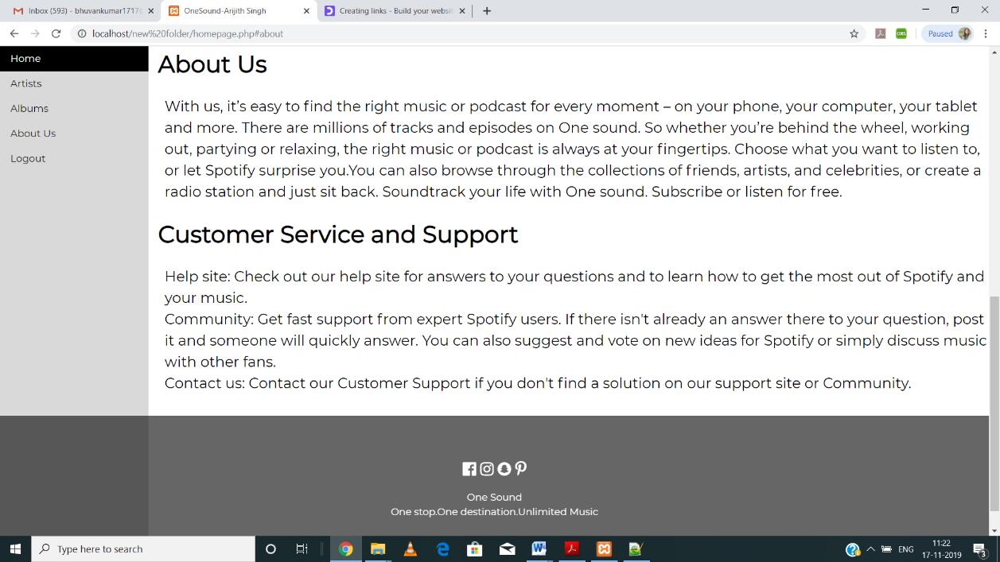 Inbox (593) - bhuvankumar1717
OneSound-Arijith Singh
Creating links - Build your websit
localhost/new%20folder/homepage.php#about
Paused
CORS
Home
Artists
Albums
About Us
Logout
About Us
With us, it’s easy to find the right music or podcast for every moment – on your phone, your computer, your tablet
and more. There are millions of tracks and episodes on One sound. So whether you’re behind the wheel, working
out, partying or relaxing, the right music or podcast is always at your fingertips. Choose what you want to listen to,
or let Spotify surprise you.You can also browse through the collections of friends, artists, and celebrities, or create a
radio station and just sit back. Soundtrack your life with One sound. Subscribe or listen for free.
Customer Service and Support
Help site: Check out our help site for answers to your questions and to learn how to get the most out of Spotify and
your music.
Community: Get fast support from expert Spotify users. If there isn't already an answer there to your question, post
it and someone will quickly answer. You can also suggest and vote on new ideas for Spotify or simply discuss music
with other fans.
Contact us: Contact our Customer Support if you don't find a solution on our support site or Community.
One Sound
One stop.One destination.Unlimited Music
Type here to search
ENG
11:22
17-11-2019
3